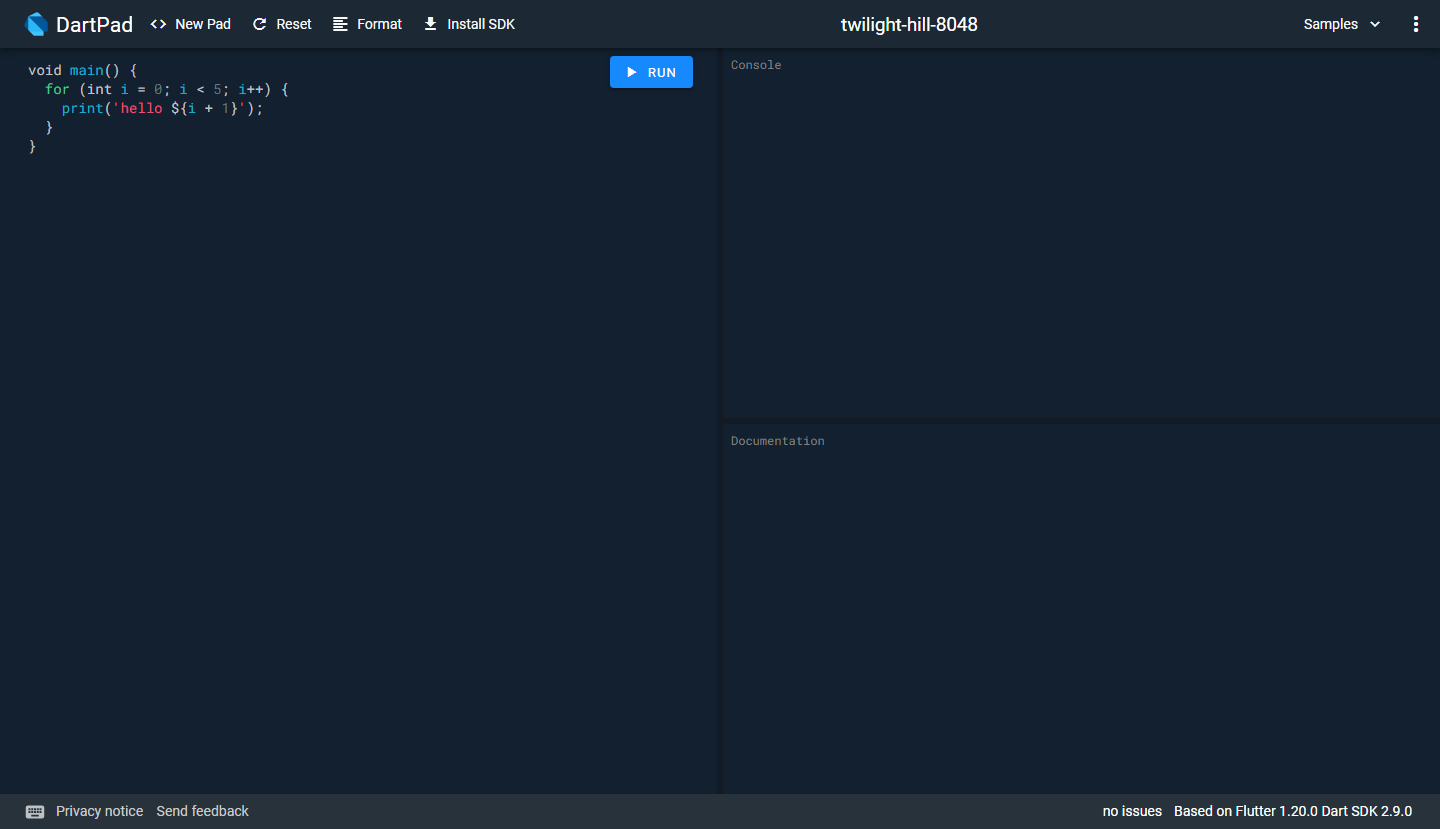 DartPad <> New Pad Reset Format Install SDK twilight-hill-8048 Samples
void main() {
  for (int i = 0; i < 5; i++) {
    print('hello ${i + 1}');
  }
}
RUN
Console
Documentation
Privacy notice Send feedback no issues Based on Flutter 1.20.0 Dart SDK 2.9.0